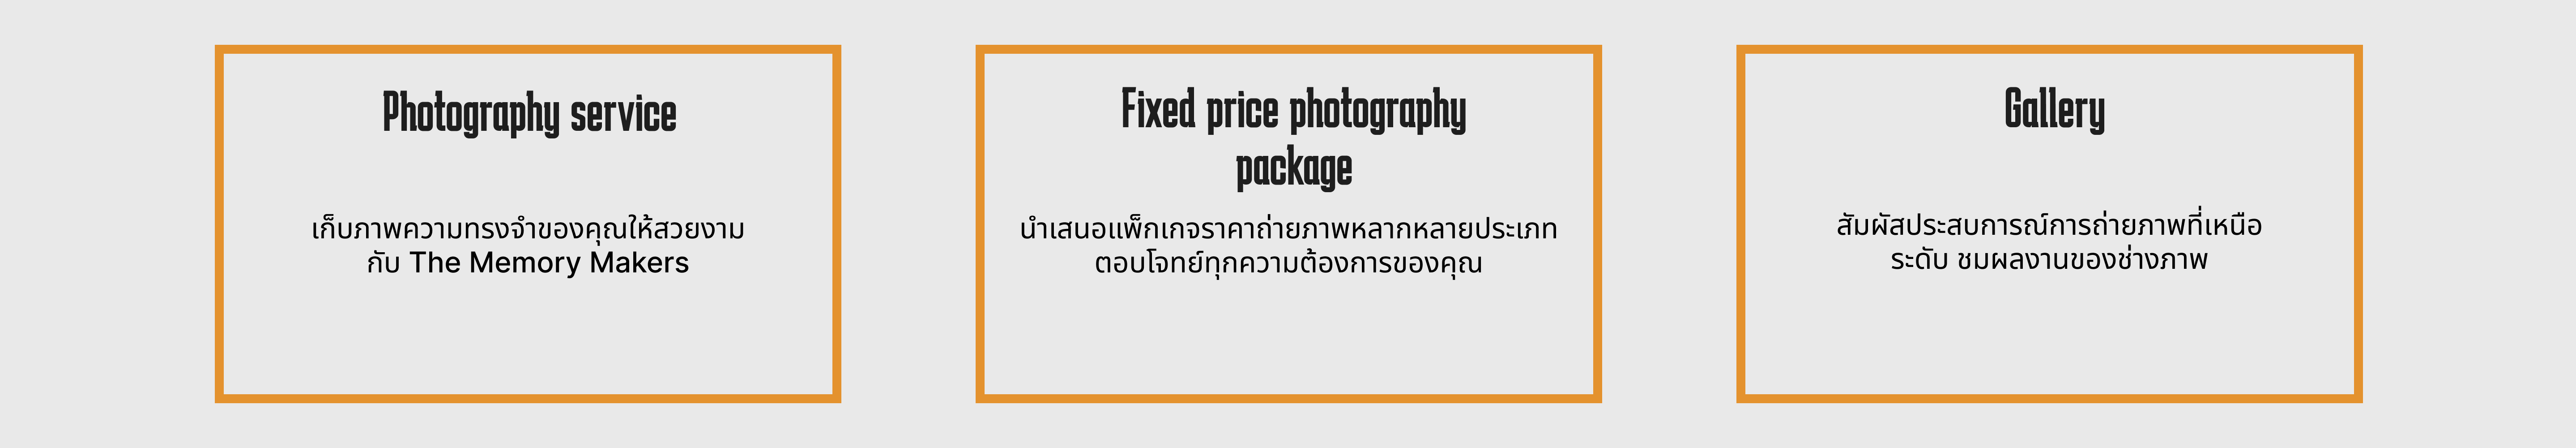 Photography service
เก็บภาพความทรงจำของคุณให้สวยงาม
กับ The Memory Makers
Fixed price photography
package
นำเสนอแพ็กเกจราคาถ่ายภาพหลากหลายประเภท
ตอบโจทย์ทุกความต้องการของคุณ
Gallery
สัมผัสประสบการณ์การถ่ายภาพที่เหนือ
ระดับ ชมผลงานของช่างภาพ